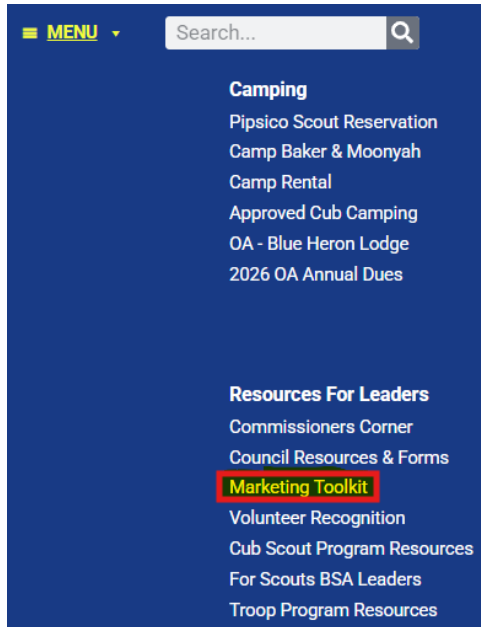 MENU
Search...
Camping
Pipsico Scout Reservation
Camp Baker & Moonyah
Camp Rental
Approved Cub Camping
OA - Blue Heron Lodge
2026 OA Annual Dues
Resources For Leaders
Commissioners Corner
Council Resources & Forms
Marketing Toolkit
Volunteer Recognition
Cub Scout Program Resources
For Scouts BSA Leaders
Troop Program Resources